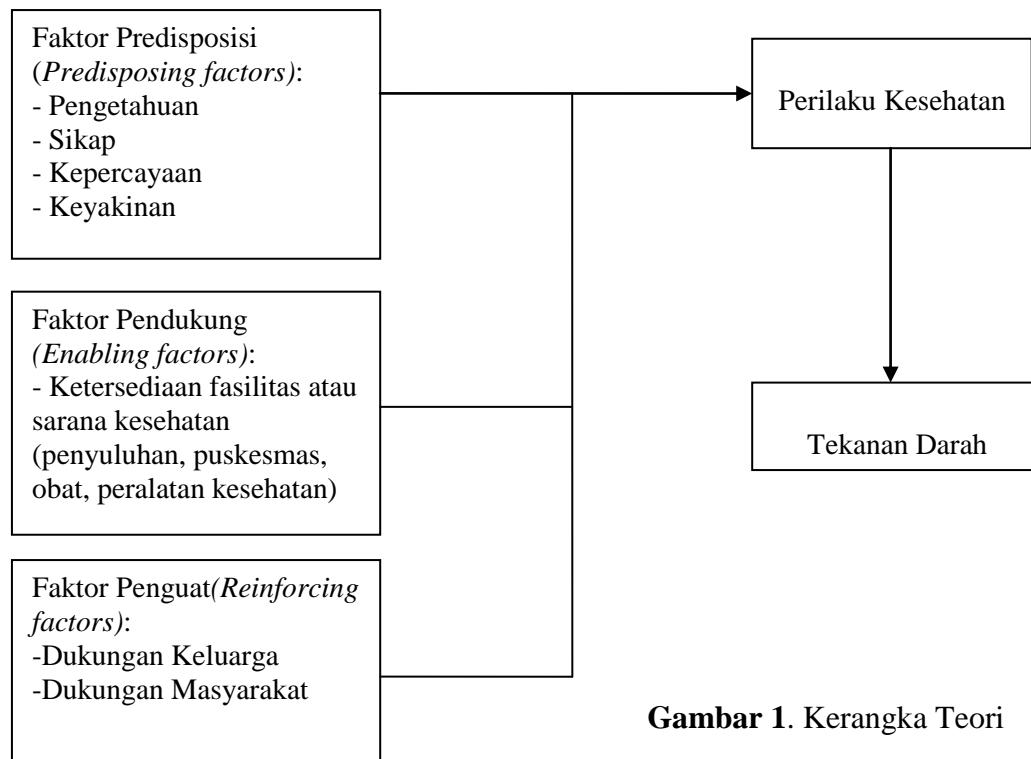 Faktor Predisposisi
(Predisposing factors):
- Pengetahuan
- Sikap
- Kepercayaan
- Keyakinan
Perilaku Kesehatan
Faktor Pendukung
(Enabling factors):
- Ketersediaan fasilitas atau
sarana kesehatan
(penyuluhan, puskesmas,
obat, peralatan kesehatan)
Tekanan Darah
Faktor Penguat(Reinforcing
factors):
-Dukungan Keluarga
-Dukungan Masyarakat
Gambar 1. Kerangka Teori